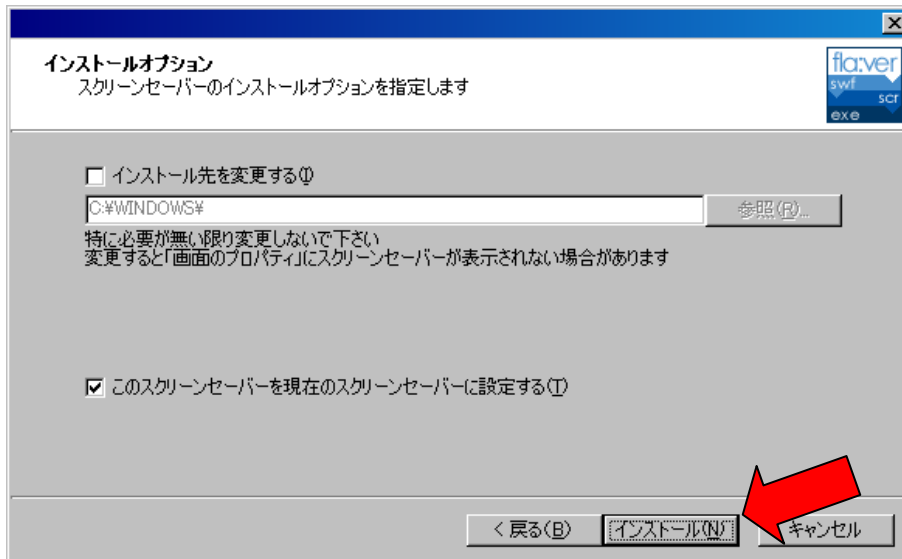 インストールオプション
スクリーンセーバーのインストールオプションを指定します
fla:ver
swf
scr
exe
インストール先を変更する(I)
C:¥WINDOWS¥
参照(R)...
特に必要が無い限り変更しないで下さい
変更すると「画面のプロパティ」にスクリーンセーバーが表示されない場合があります
このスクリーンセーバーを現在のスクリーンセーバーに設定する(T)
< 戻る(B)
インストール(N)
キャンセル